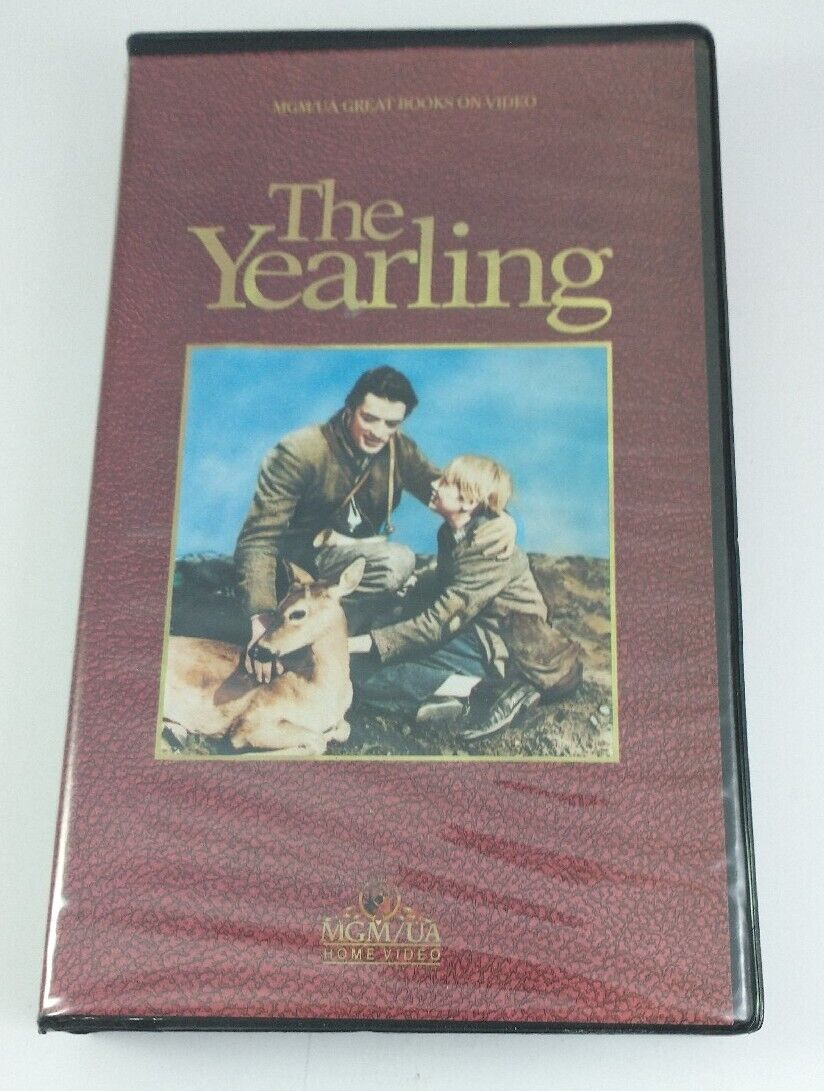 MGM/UA GREAT BOOKS ON VIDEO
The
Yearling
MGM/UA
HOME VIDEO